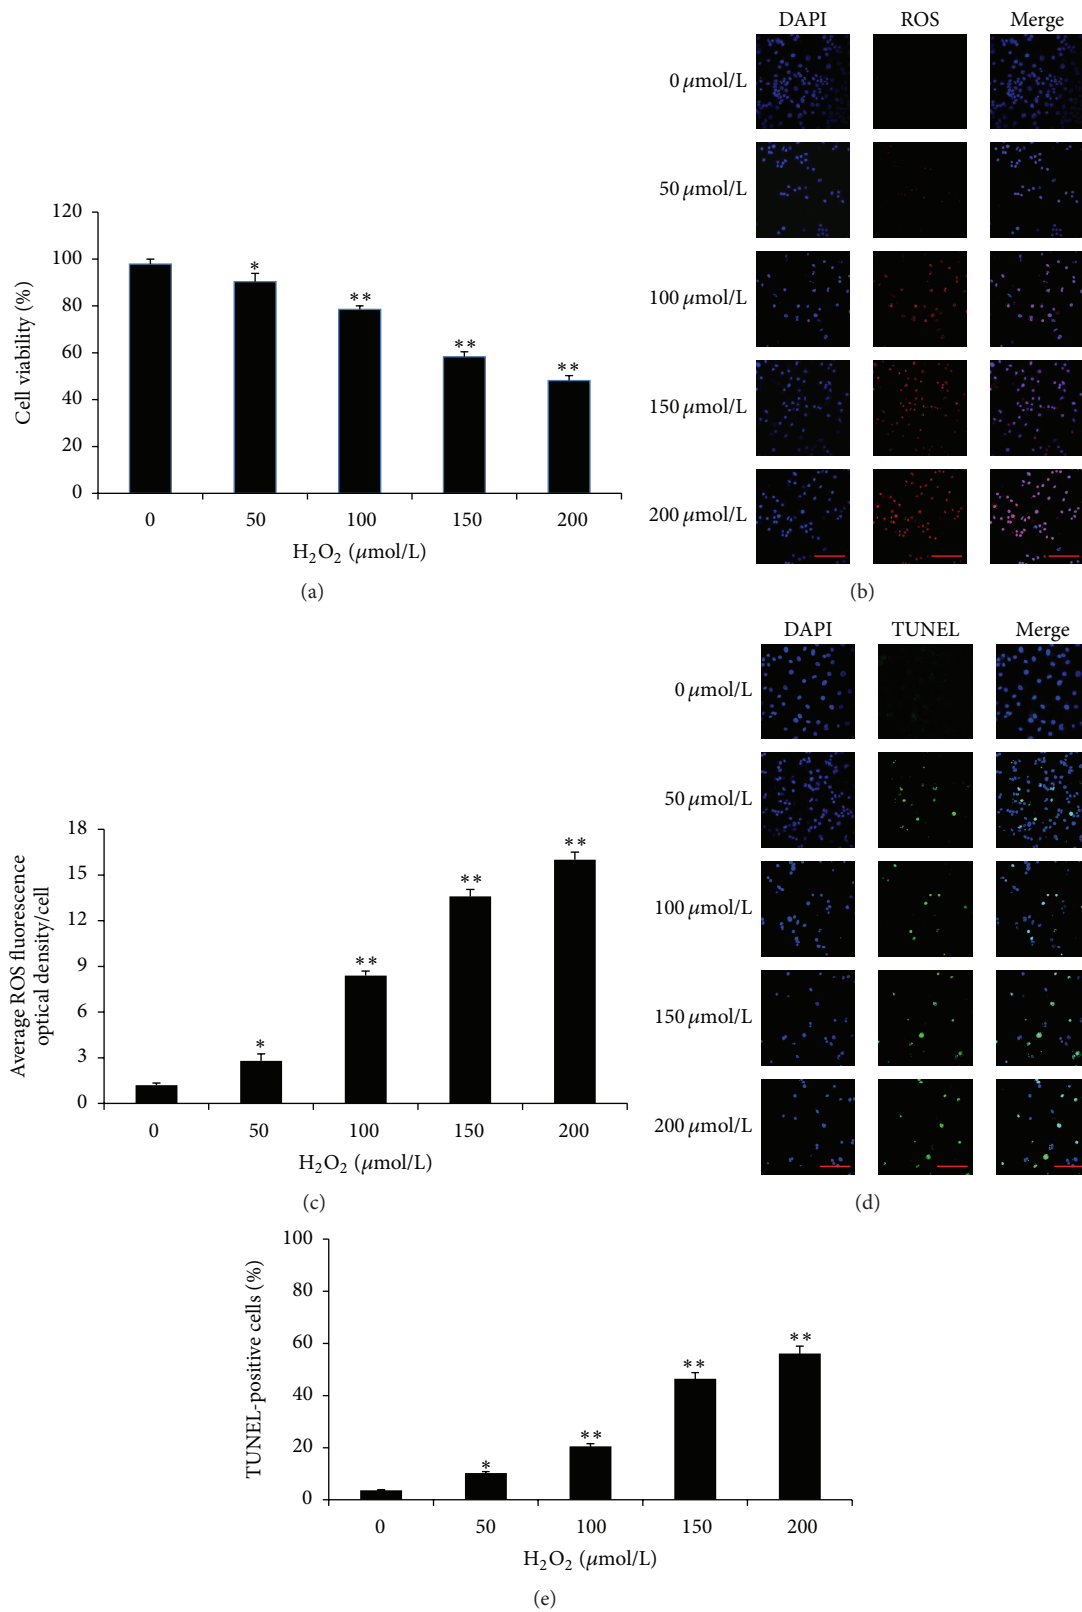 DAPI ROS Merge
0 μmol/L
50 μmol/L
100 μmol/L
150 μmol/L
200 μmol/L
(b)
120
100
80
60
40
20
0
Cell viability (%)
*
**
**
**
0 50 100 150 200
H₂O₂ (μmol/L)
(a)
DAPI TUNEL Merge
0 μmol/L
50 μmol/L
100 μmol/L
150 μmol/L
200 μmol/L
(d)
18
15
12
9
6
3
0
Average ROS fluorescence
optical density/cell
*
**
**
**
0 50 100 150 200
H₂O₂ (μmol/L)
(c)
100
80
60
40
20
0
TUNEL-positive cells (%)
*
**
**
**
0 50 100 150 200
H₂O₂ (μmol/L)
(e)